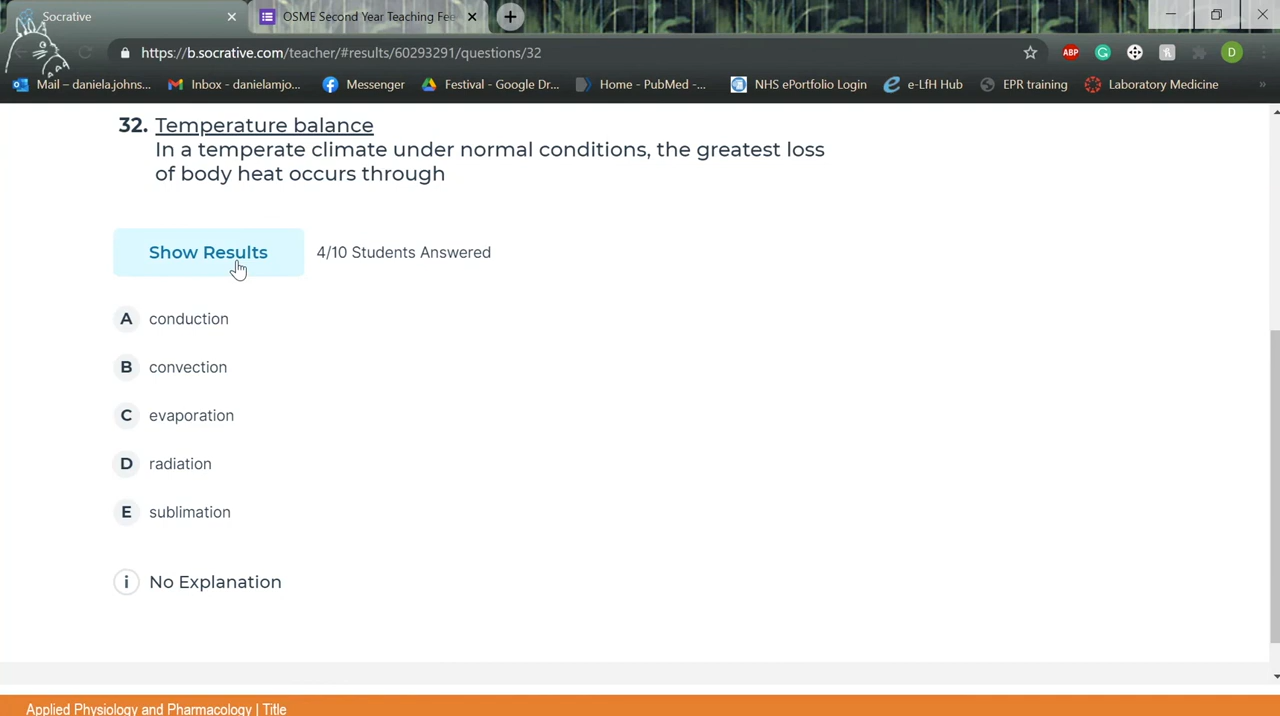 Socrative
OSME Second Year Teaching Fee
https://b.socrative.com/teacher/#results/60293291/questions/32
ABP
D
Mail – daniela.johns...
Inbox - danielamjo...
Messenger
Festival - Google Dr...
Home - PubMed -...
NHS ePortfolio Login
e-LfH Hub
EPR training
Laboratory Medicine
»
32. Temperature balance
In a temperate climate under normal conditions, the greatest loss
of body heat occurs through
Show Results
4/10 Students Answered
A conduction
B convection
C evaporation
D radiation
E sublimation
i No Explanation
Applied Physiology and Pharmacology | Title